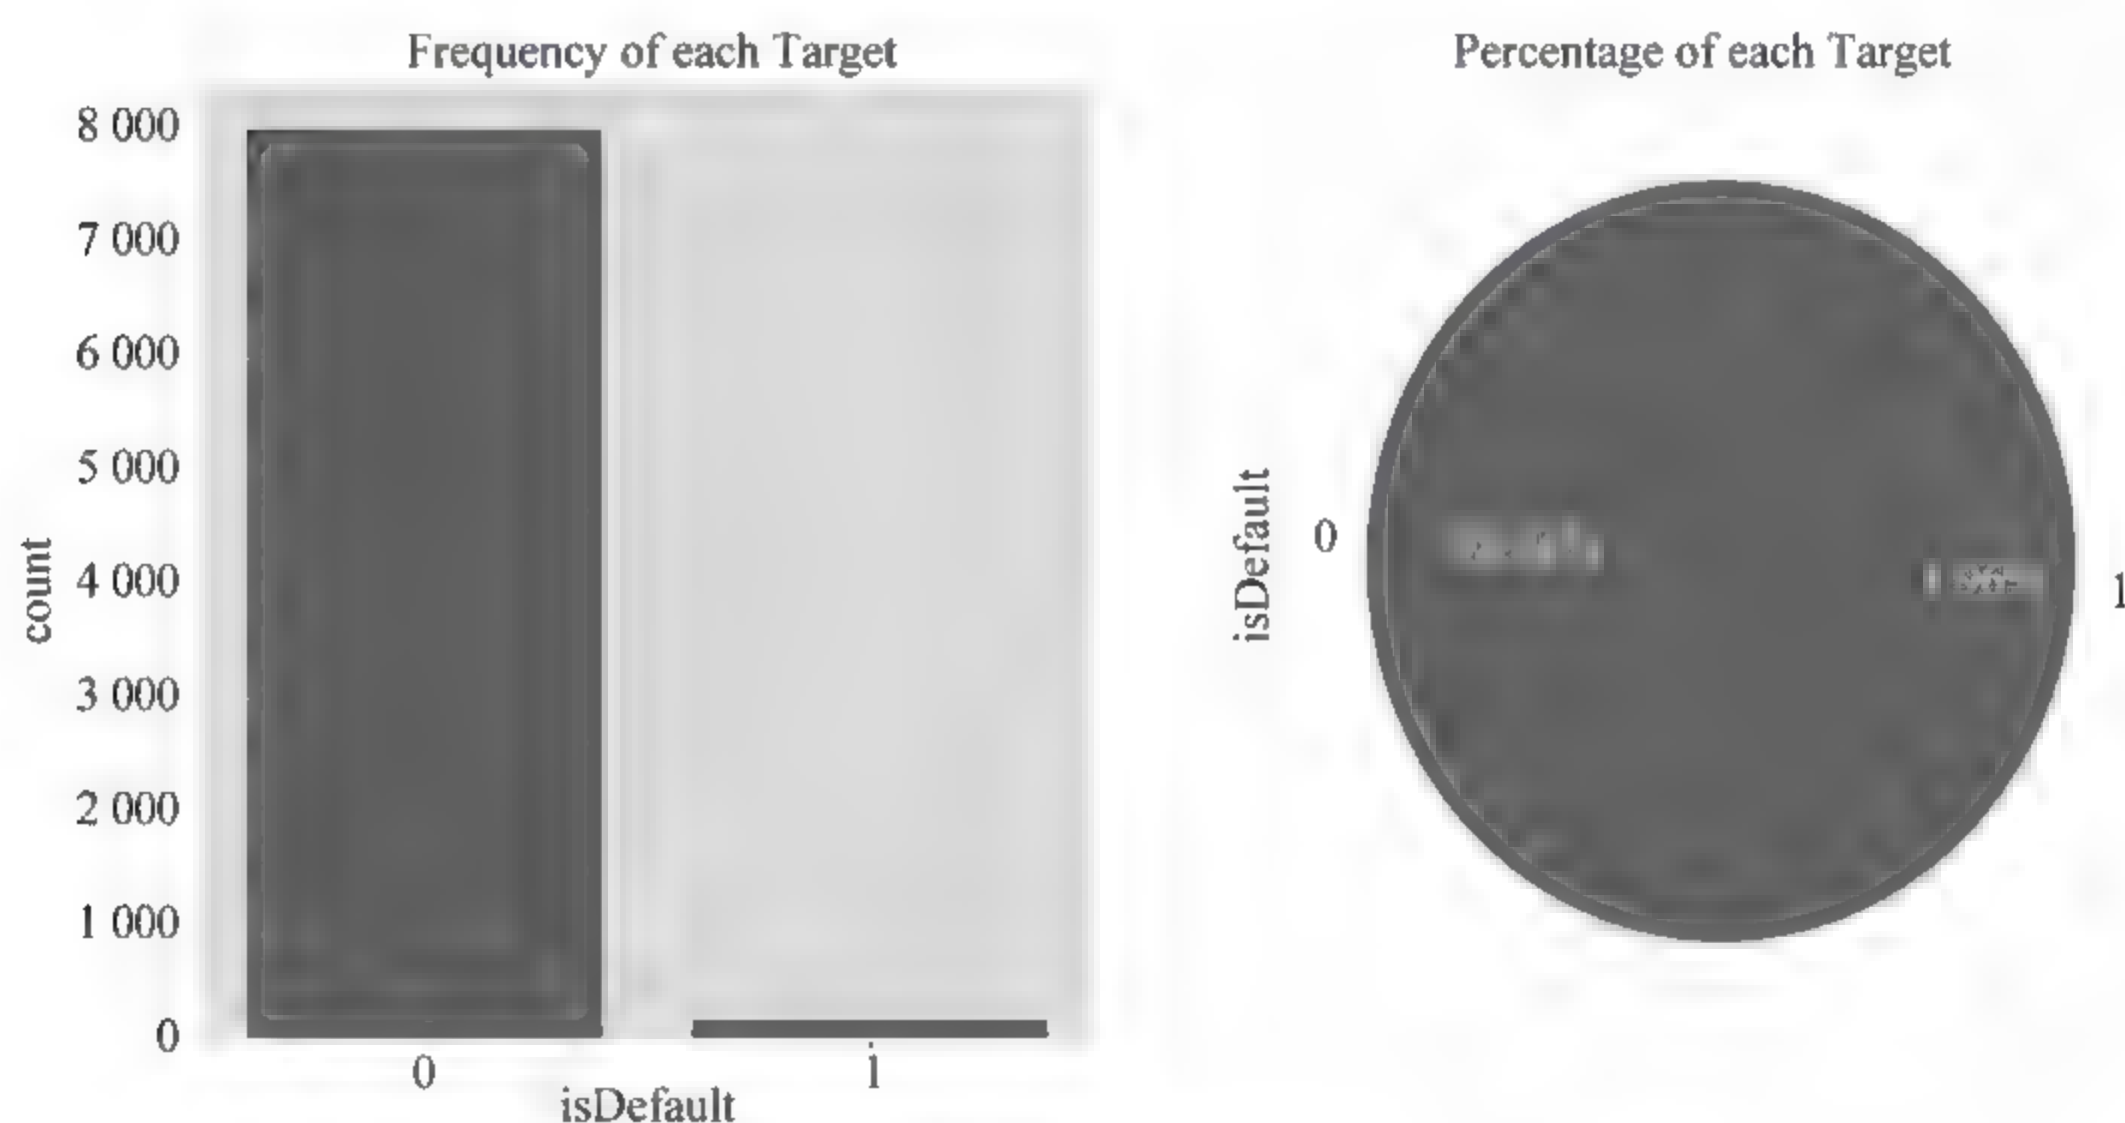 Frequency of each Target
8 000
7 000
6 000
5 000
4 000
3 000
2 000
1 000
0
count
0
1
isDefault
Percentage of each Target
isDefault
0
1